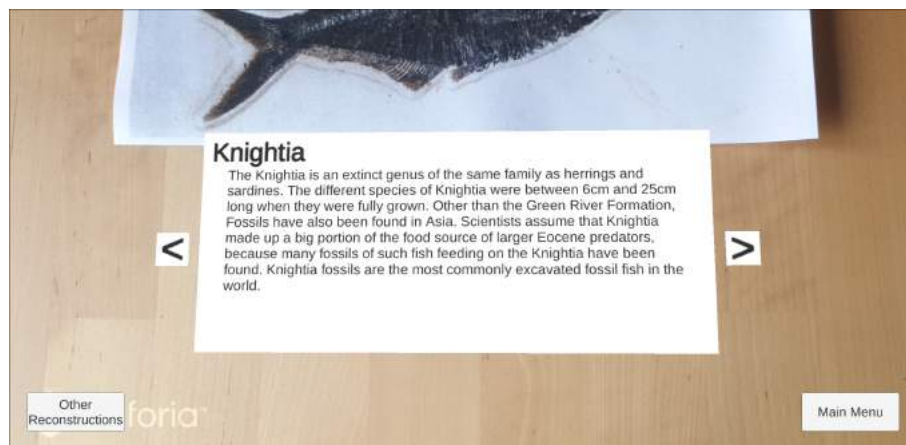 Knightia
The Knightia is an extinct genus of the same family as herrings and
sardines. The different species of Knightia were between 6cm and 25cm
long when they were fully grown. Other than the Green River Formation,
Fossils have also been found in Asia. Scientists assume that Knightia
made up a big portion of the food source of larger Eocene predators,
because many fossils of such fish feeding on the Knightia have been
found. Knightia fossils are the most commonly excavated fossil fish in the
world.
<
>
Other
Reconstructions
foria
Main Menu